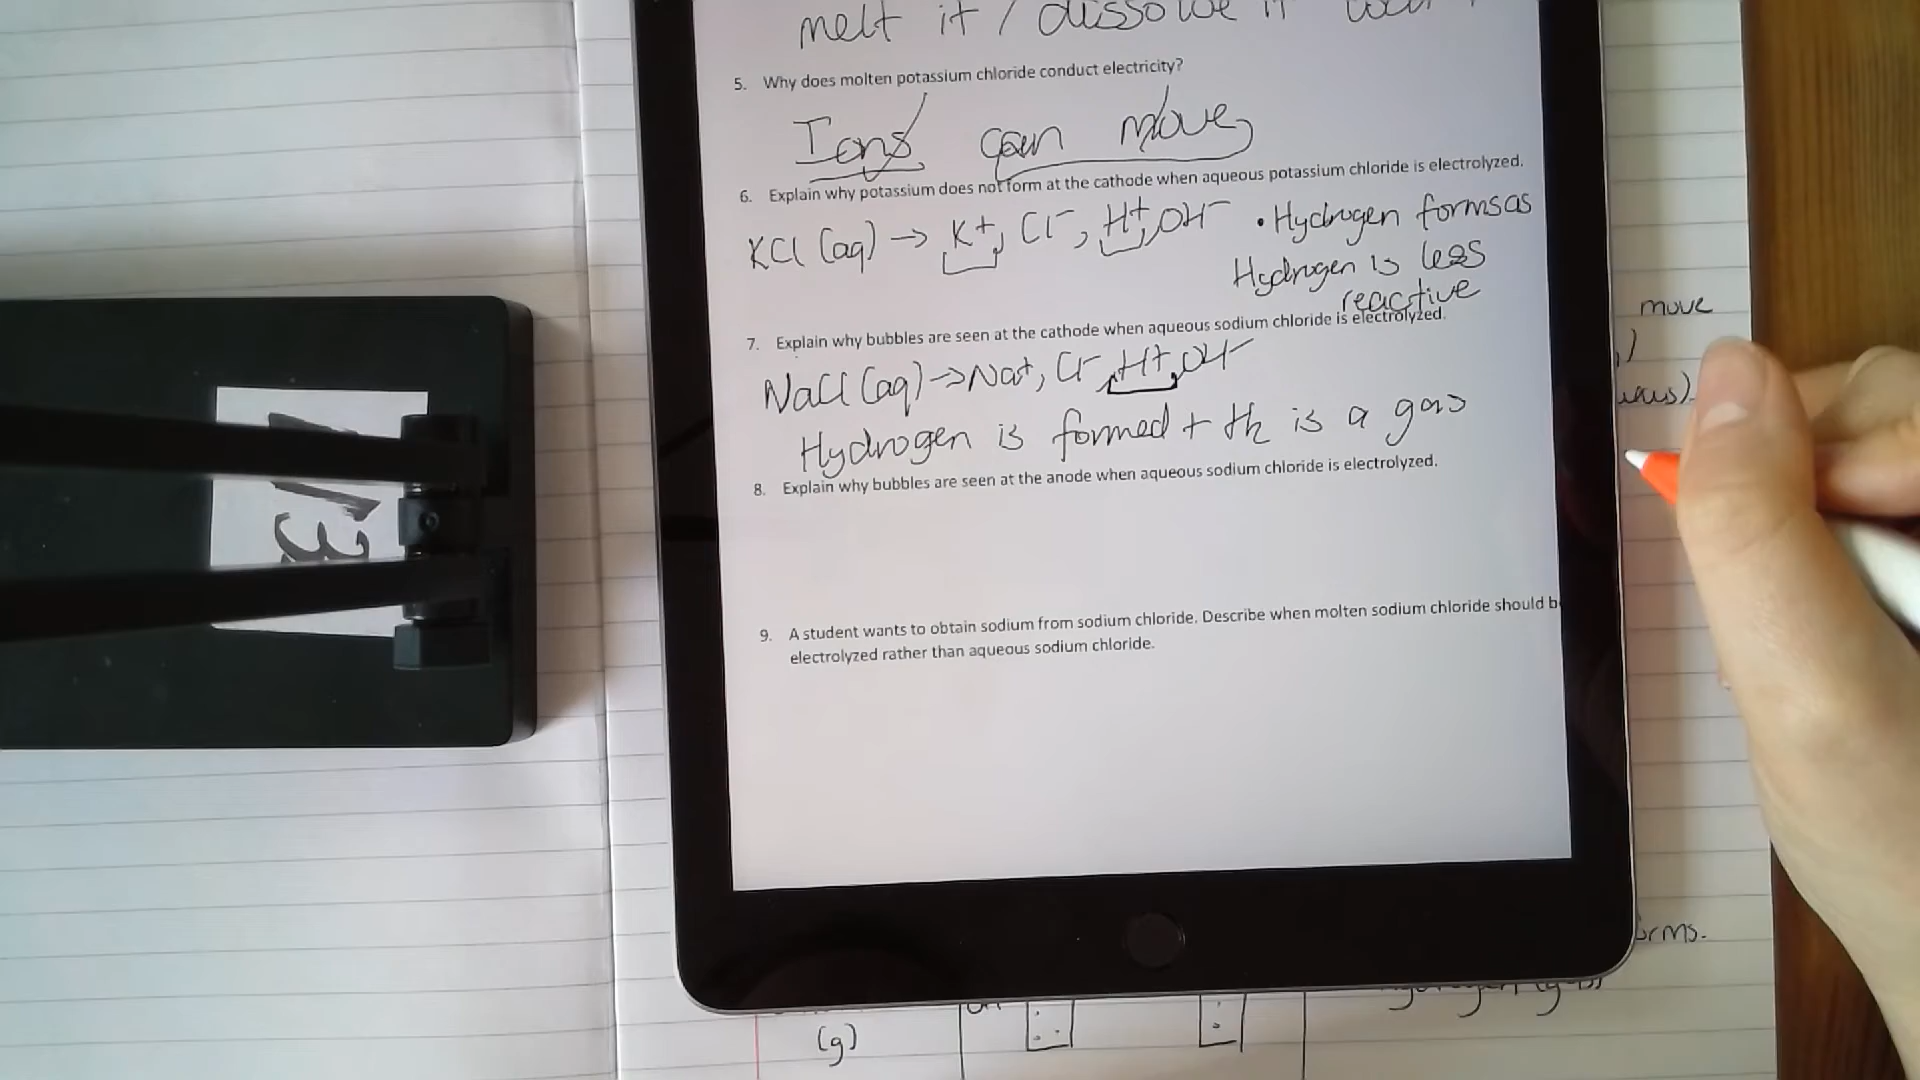 melt it / dissolve it
5. Why does molten potassium chloride conduct electricity?
Ions can move
6. Explain why potassium does not form at the cathode when aqueous potassium chloride is electrolyzed.
KCl (aq) → K+, Cl-, H+, OH- • Hydrogen forms as
Hydrogen is less
reactive
7. Explain why bubbles are seen at the cathode when aqueous sodium chloride is electrolyzed.
NaCl (aq) → Na+, Cl-, H+, OH-
Hydrogen is formed + H2 is a gas
8. Explain why bubbles are seen at the anode when aqueous sodium chloride is electrolyzed.
9. A student wants to obtain sodium from sodium chloride. Describe when molten sodium chloride should b
electrolyzed rather than aqueous sodium chloride.
move
(g)